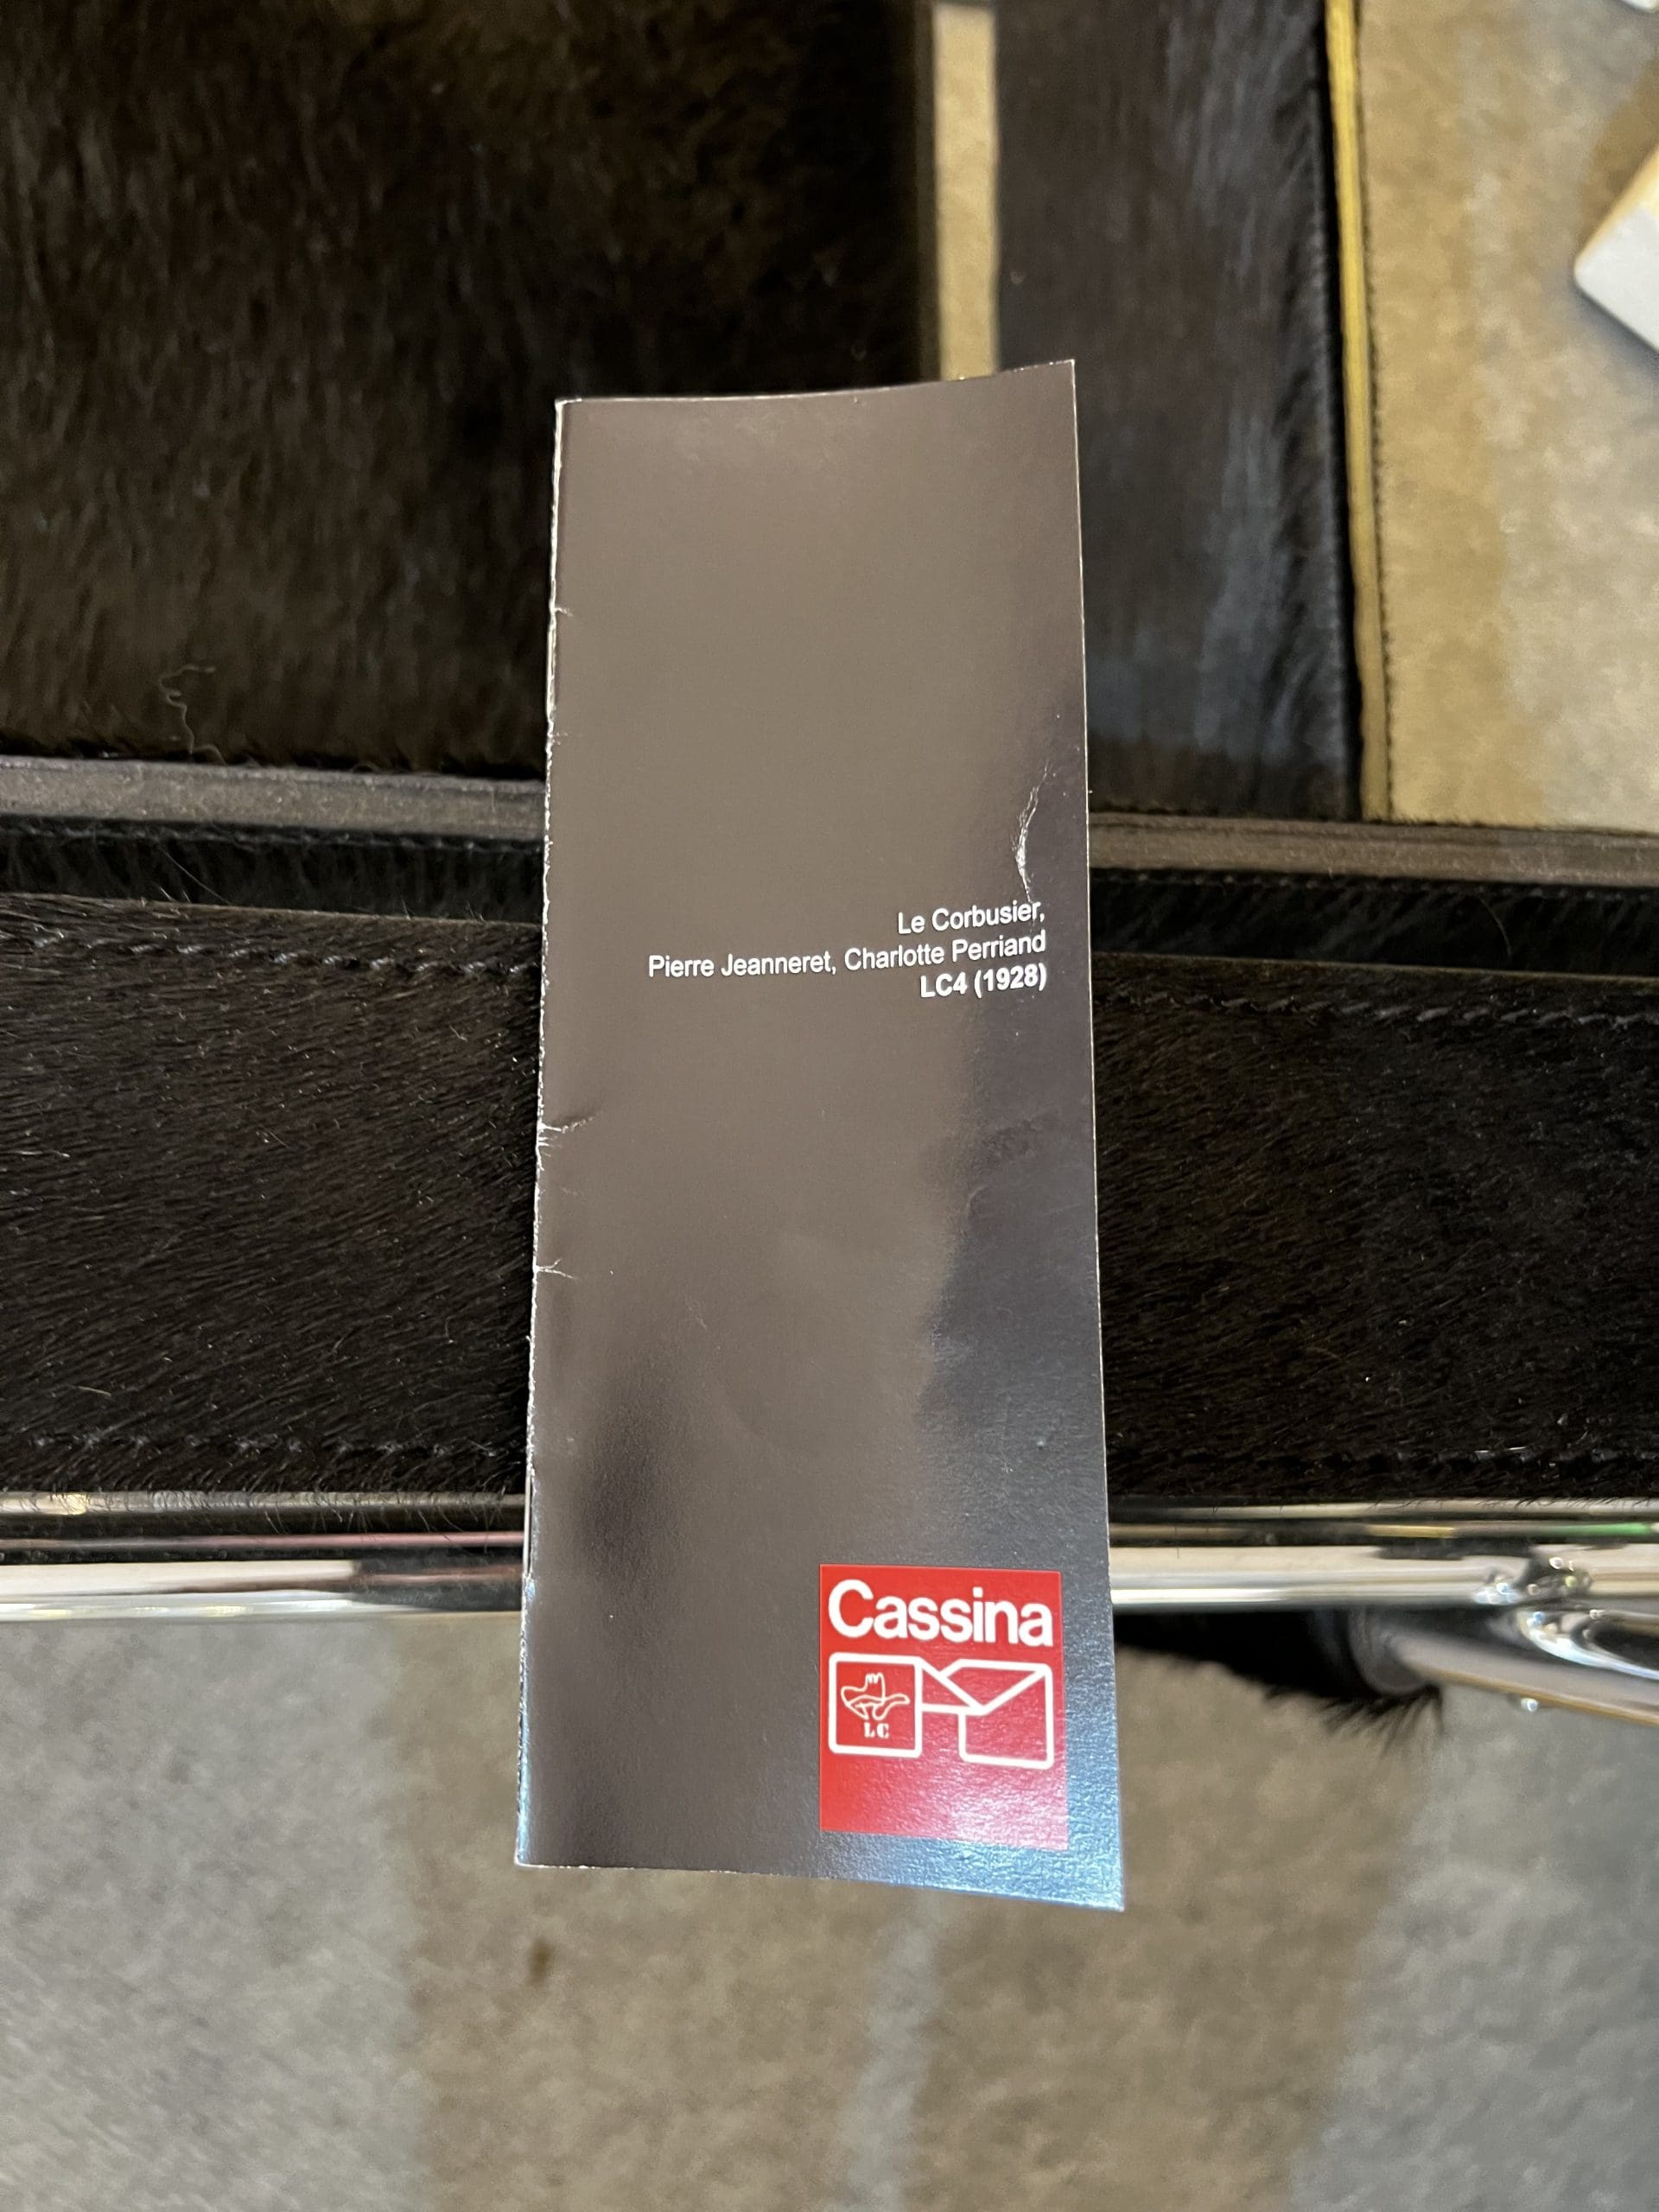 Le Corbusier,
Pierre Jeanneret, Charlotte Perriand
LC4 (1928)
Cassina
LC